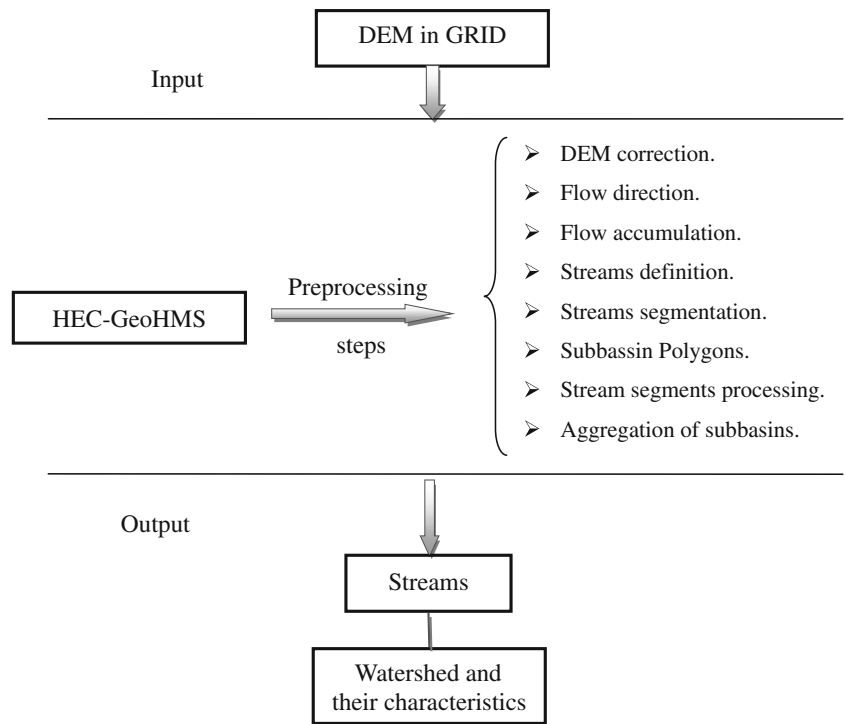 DEM in GRID
Input
➢ DEM correction.
➢ Flow direction.
➢ Flow accumulation.
➢ Streams definition.
➢ Streams segmentation.
➢ Subbassin Polygons.
➢ Stream segments processing.
➢ Aggregation of subbasins.
HEC-GeoHMS
Preprocessing
steps
Output
Streams
Watershed and
their characteristics